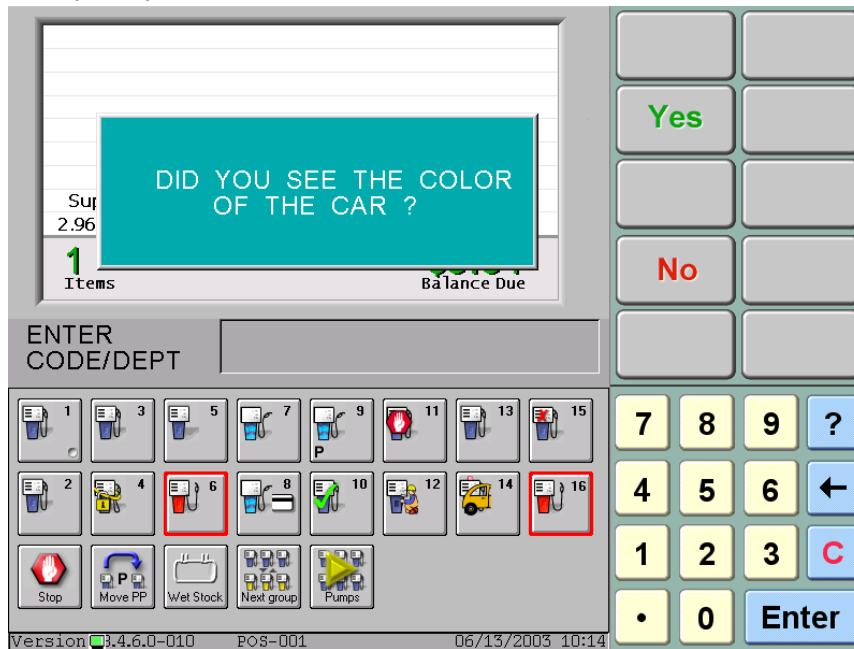 DID YOU SEE THE COLOR
OF THE CAR ?
2.96
1
Items
Balance Due
ENTER
CODE/DEPT
Yes
No
1 3 5 7 9 11 13 15
P
2 4 6 8 10 12 14 16
P
Stop Move PP Wet Stock Next group Pumps
7 8 9 ?
4 5 6 ←
1 2 3 C
• 0 Enter
POS-001 06/13/2003 10:14